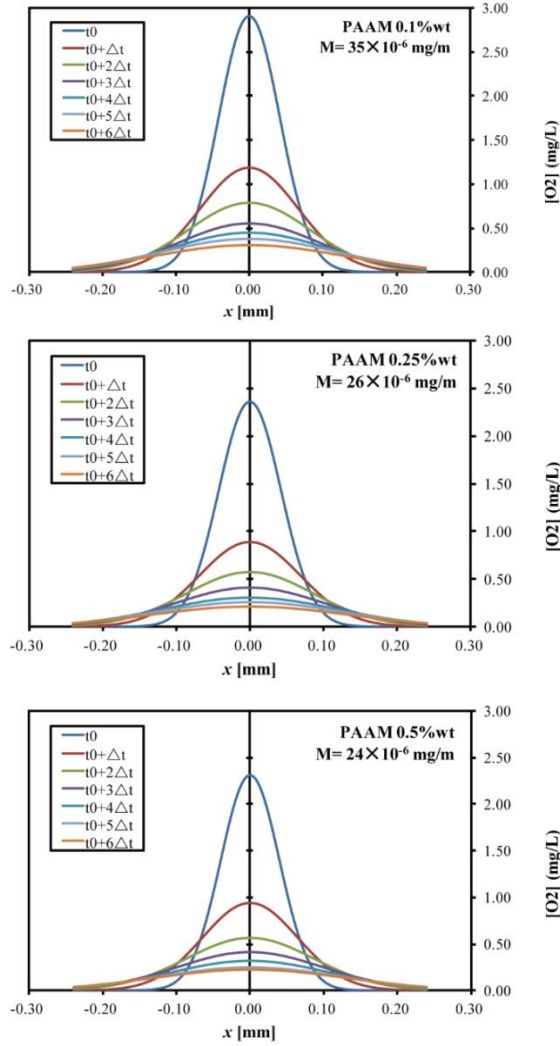 PAAM 0.1%wt
M= 35×10⁻⁶ mg/m
t0
t0+△t
t0+2△t
t0+3△t
t0+4△t
t0+5△t
t0+6△t
3.00
2.50
2.00
1.50
1.00
0.50
0.00
[O2] (mg/L)
-0.30 -0.20 -0.10 0.00 0.10 0.20 0.30
x [mm]
PAAM 0.25%wt
M= 26×10⁻⁶ mg/m
t0
t0+△t
t0+2△t
t0+3△t
t0+4△t
t0+5△t
t0+6△t
3.00
2.50
2.00
1.50
1.00
0.50
0.00
[O2] (mg/L)
-0.30 -0.20 -0.10 0.00 0.10 0.20 0.30
x [mm]
PAAM 0.5%wt
M= 24×10⁻⁶ mg/m
t0
t0+△t
t0+2△t
t0+3△t
t0+4△t
t0+5△t
t0+6△t
3.00
2.50
2.00
1.50
1.00
0.50
0.00
[O2] (mg/L)
-0.30 -0.20 -0.10 0.00 0.10 0.20 0.30
x [mm]